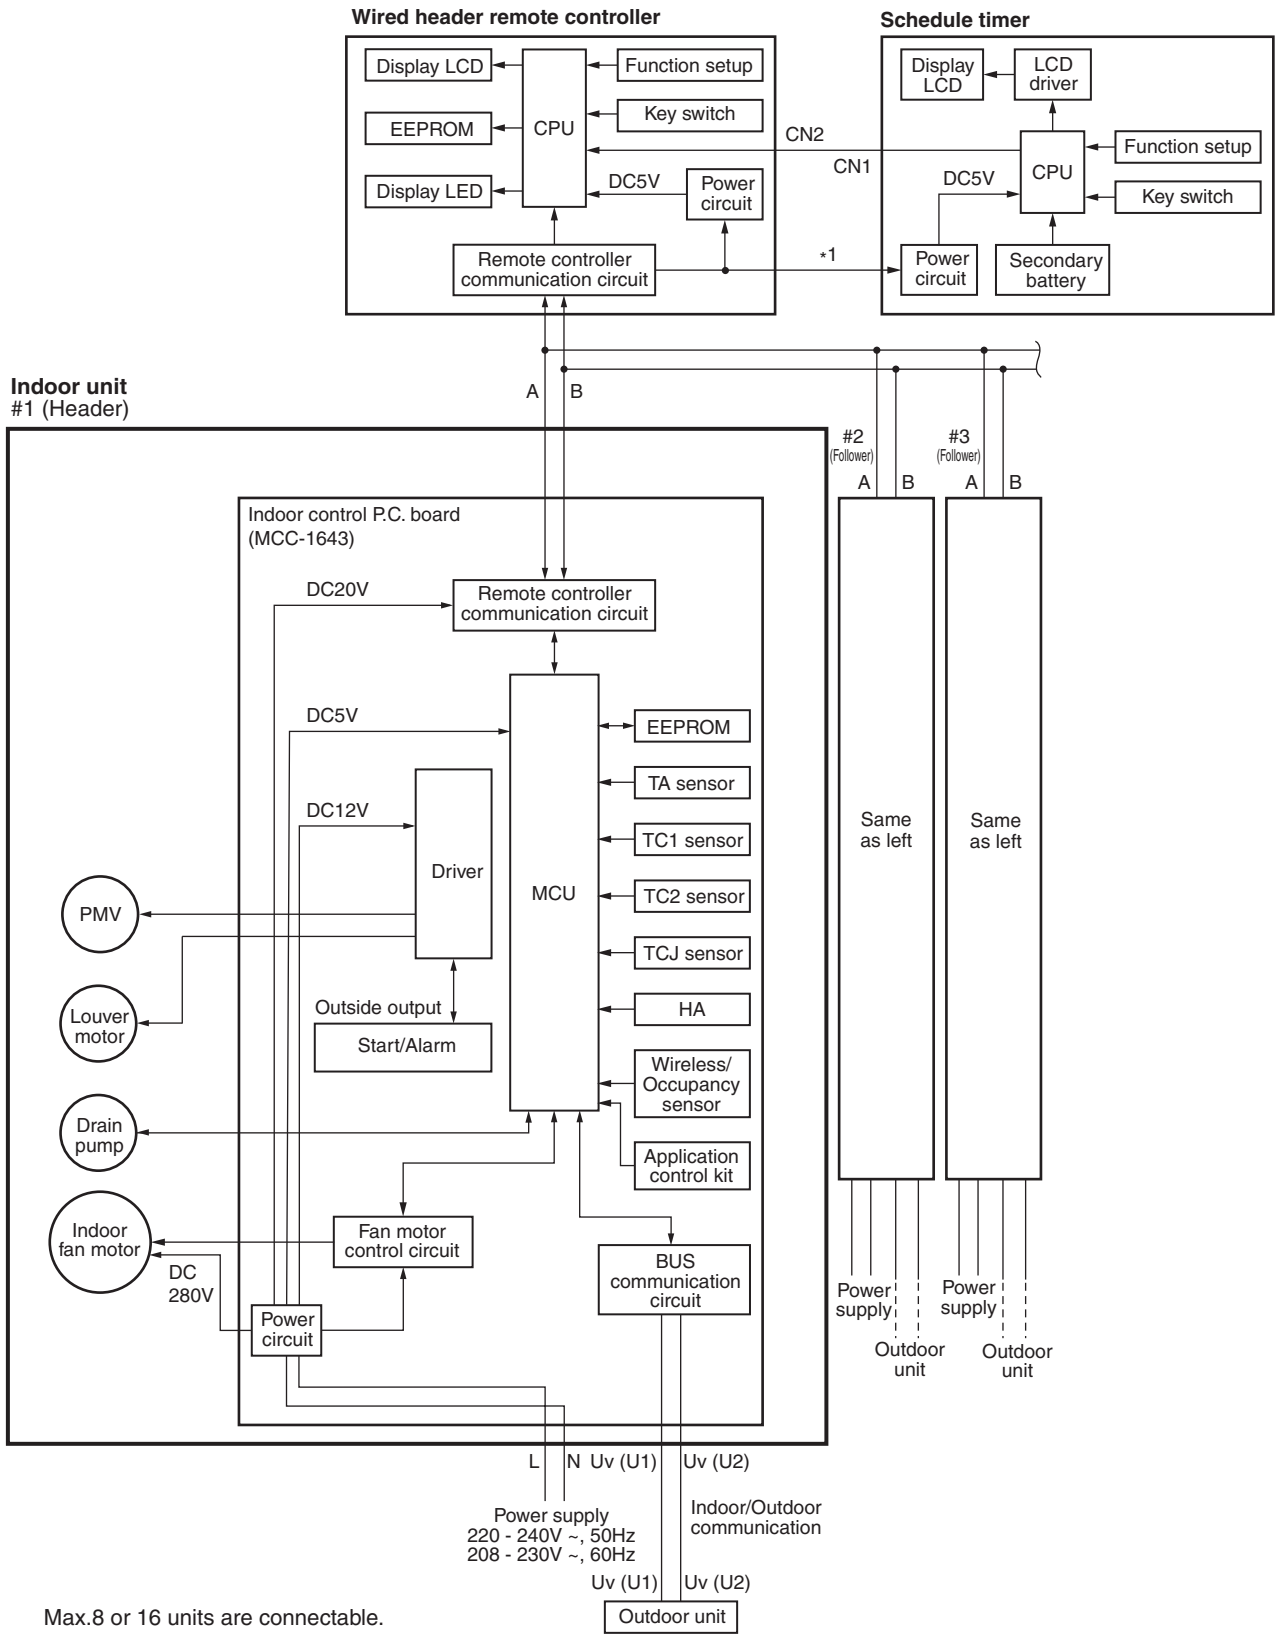 Wired header remote controller
Schedule timer
Display LCD
EEPROM
Display LED
CPU
Function setup
Key switch
DC5V
Power
circuit
Remote controller
communication circuit
CN2
CN1
*1
Display
LCD
LCD
driver
CPU
Function setup
Key switch
DC5V
Power
circuit
Secondary
battery
A
B
Indoor unit
#1 (Header)
#2
(Follower)
A
B
#3
(Follower)
A
B
Indoor control P.C. board
(MCC-1643)
DC20V
Remote controller
communication circuit
DC5V
DC12V
Driver
MCU
EEPROM
TA sensor
TC1 sensor
TC2 sensor
TCJ sensor
HA
Wireless/
Occupancy
sensor
Application
control kit
Same
as left
Same
as left
PMV
Louver
motor
Drain
pump
Indoor
fan motor
Outside output
Start/Alarm
Fan motor
control circuit
DC
280V
Power
circuit
BUS
communication
circuit
Power
supply
Outdoor
unit
Power
supply
Outdoor
unit
L
N
Uv (U1)
Uv (U2)
Power supply
220 - 240V ~, 50Hz
208 - 230V ~, 60Hz
Indoor/Outdoor
communication
Uv (U1)
Uv (U2)
Outdoor unit
Max.8 or 16 units are connectable.